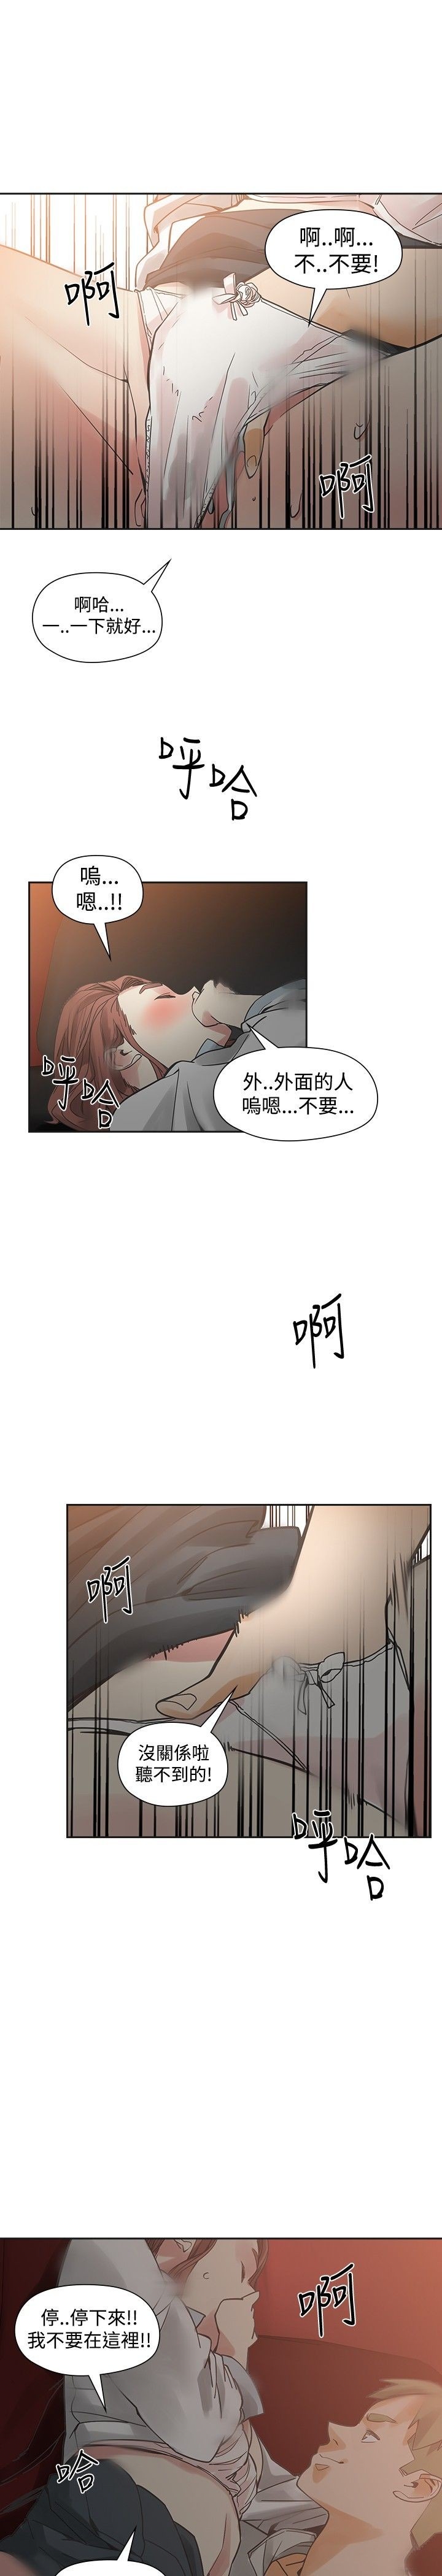 啊..啊...
不..不要!
啊
啊
啊哈...
一..一下就好...
呼哈
嗚...
嗯..!!
呼哈
外..外面的人
嗚嗯...不要...
啊
啊
沒關係啦
聽不到的!
呼哈
啊
停..停下來!!
我不要在這裡!!
哈